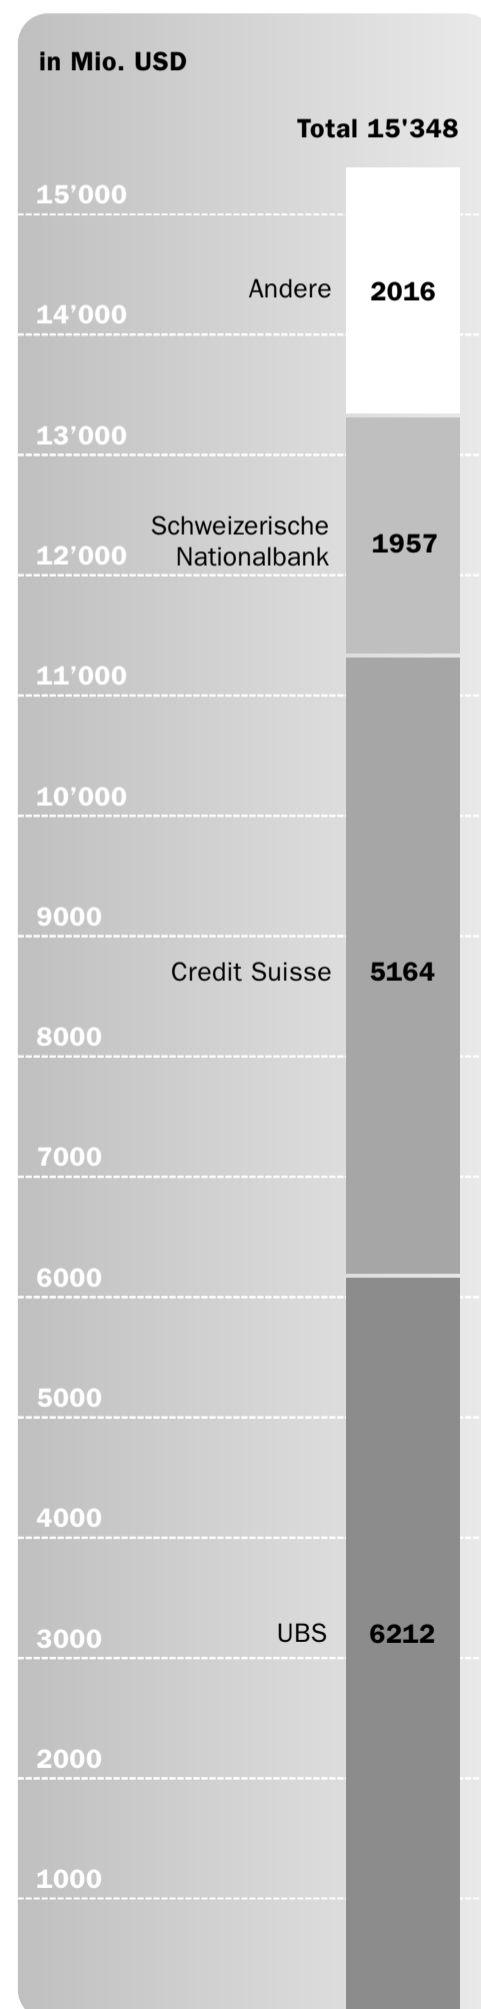 in Mio. USD
Total 15'348
15’000
Andere 2016
14’000
13’000
Schweizerische
Nationalbank 1957
12’000
11’000
10’000
9000
Credit Suisse 5164
8000
7000
6000
5000
4000
UBS 6212
3000
2000
1000